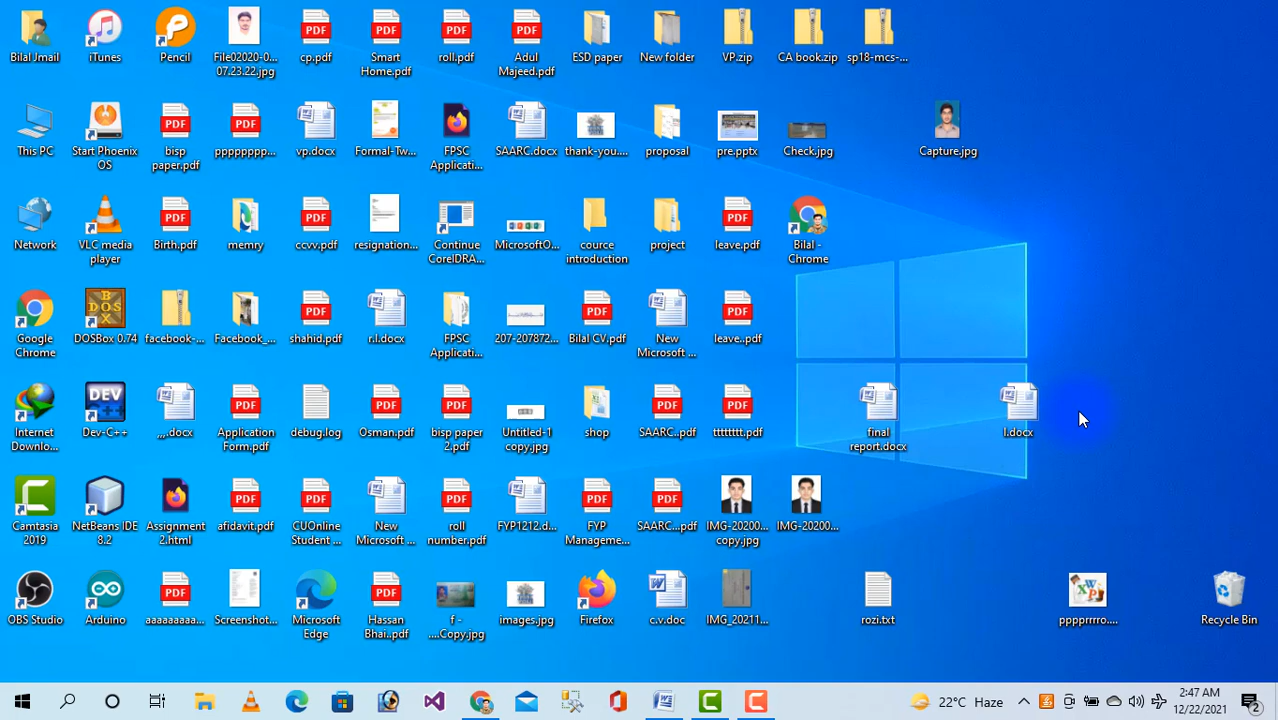 Bilal Jmail
iTunes
Pencil
File02020-0...
07.23.22.jpg
cp.pdf
Smart
Home.pdf
roll.pdf
Adul
Majeed.pdf
ESD paper
New folder
VP.zip
CA book.zip
sp18-mcs-...
This PC
Start Phoenix
OS
bisp
paper.pdf
ppppppppp...
vp.docx
Formal-Tw...
FPSC
Applicati...
SAARC.docx
thank-you....
proposal
pre.pptx
Check.jpg
Capture.jpg
Network
VLC media
player
Birth.pdf
memry
ccvv.pdf
resignation...
Continue
CorelDRA...
MicrosoftO...
cource
introduction
project
leave.pdf
Bilal -
Chrome
Google
Chrome
DOSBox 0.74
facebook-...
Facebook_...
shahid.pdf
r.l.docx
FPSC
Applicati...
207-207872...
Bilal CV.pdf
New
Microsoft ...
leave..pdf
Internet
Downlo...
Dev-C++
,,,,.docx
Application
Form.pdf
debug.log
Osman.pdf
bisp paper
2.pdf
Untitled-1
copy.jpg
shop
SAARC..pdf
tttttttt.pdf
final
report.docx
l.docx
Camtasia
2019
NetBeans IDE
8.2
Assignment
2.html
afidavit.pdf
CUOnline
Student ...
New
Microsoft ...
roll
number.pdf
FYP1212.d...
FYP
Manageme...
SAARC...pdf
IMG-20200...
copy.jpg
IMG-20200...
OBS Studio
Arduino
aaaaaaaaa...
Screenshot...
Microsoft
Edge
Hassan
Bhai..pdf
f -
....Copy.jpg
images.jpg
Firefox
c.v.doc
IMG_20211...
rozi.txt
pppprrrro....
Recycle Bin
22°C Haze
2:47 AM
12/22/2021
2